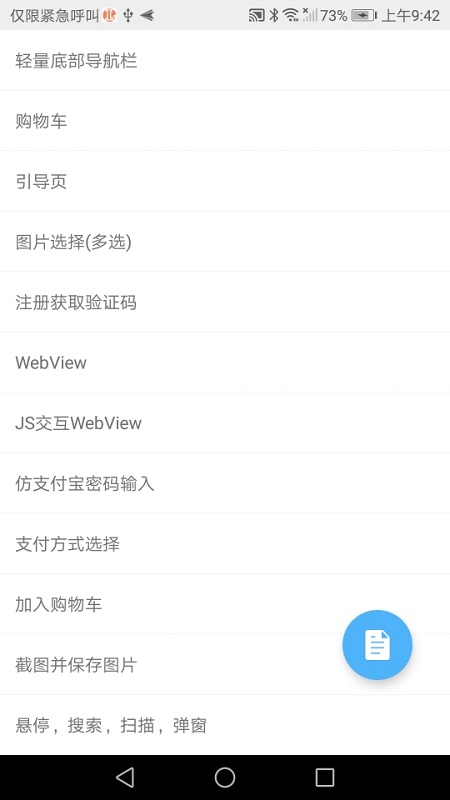 仅限紧急呼叫 73% 上午9:42
轻量底部导航栏
购物车
引导页
图片选择(多选)
注册获取验证码
WebView
JS交互WebView
仿支付宝密码输入
支付方式选择
加入购物车
截图并保存图片
悬停，搜索，扫描，弹窗